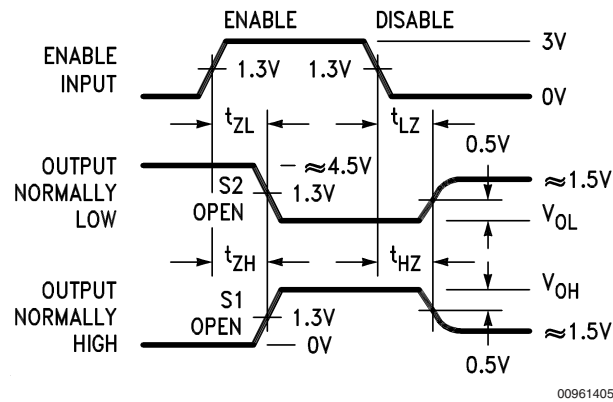 ENABLE DISABLE
ENABLE
INPUT
1.3V 1.3V
3V
0V
tZL tLZ
0.5V
OUTPUT
NORMALLY
LOW
S2
OPEN
≈4.5V
1.3V
≈1.5V
VOL
tZH tHZ
OUTPUT
NORMALLY
HIGH
S1
OPEN
1.3V
0V
VOH
≈1.5V
0.5V
00961405